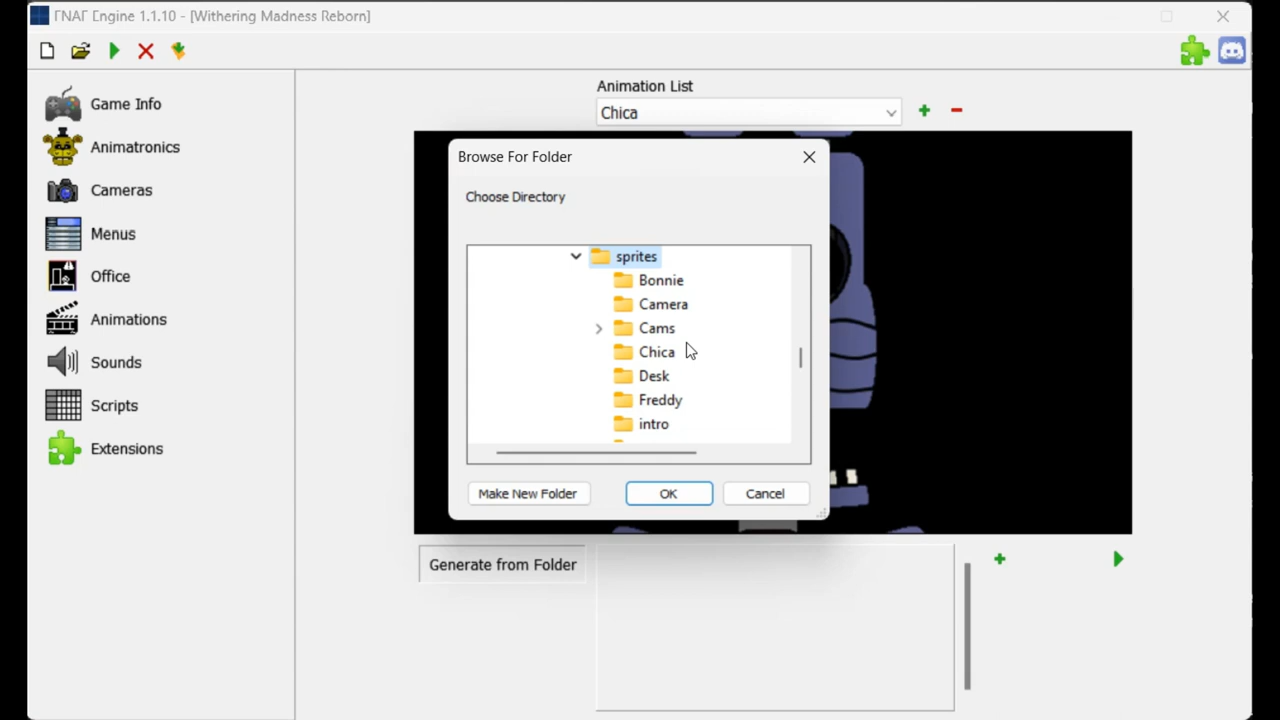 ГNАГ Engine 1.1.10 - [Withering Madness Reborn]
Game Info
Animatronics
Cameras
Menus
Office
Animations
Sounds
Scripts
Extensions
Animation List
Chica
Browse For Folder
Choose Directory
sprites
Bonnie
Camera
Cams
Chica
Desk
Freddy
intro
Make New Folder
OK
Cancel
Generate from Folder